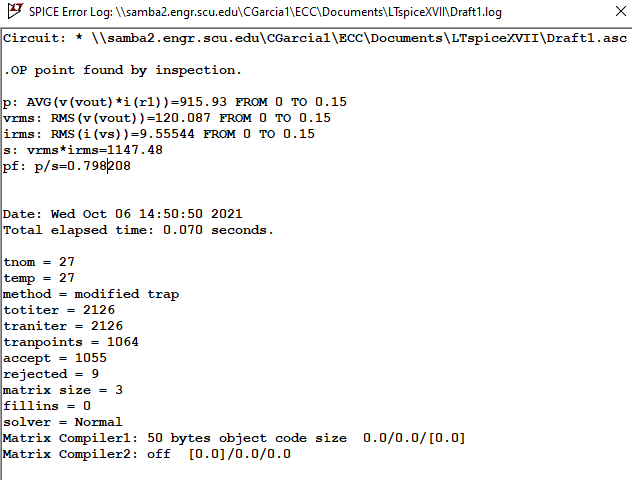 SPICE Error Log: \\samba2.engr.scu.edu\CGarcia1\ECC\Documents\LTspiceXVII\Draft1.log
Circuit: * \\samba2.engr.scu.edu\CGarcia1\ECC\Documents\LTspiceXVII\Draft1.asc
.OP point found by inspection.
p: AVG(v(vout)*i(r1))=915.93 FROM 0 TO 0.15
vrms: RMS(v(vout))=120.087 FROM 0 TO 0.15
irms: RMS(i(vs))=9.55544 FROM 0 TO 0.15
s: vrms*irms=1147.48
pf: p/s=0.798208
Date: Wed Oct 06 14:50:50 2021
Total elapsed time: 0.070 seconds.
tnom = 27
temp = 27
method = modified trap
totiter = 2126
traniter = 2126
tranpoints = 1064
accept = 1055
rejected = 9
matrix size = 3
fillins = 0
solver = Normal
Matrix Compiler1: 50 bytes object code size  0.0/0.0/[0.0]
Matrix Compiler2: off  [0.0]/0.0/0.0